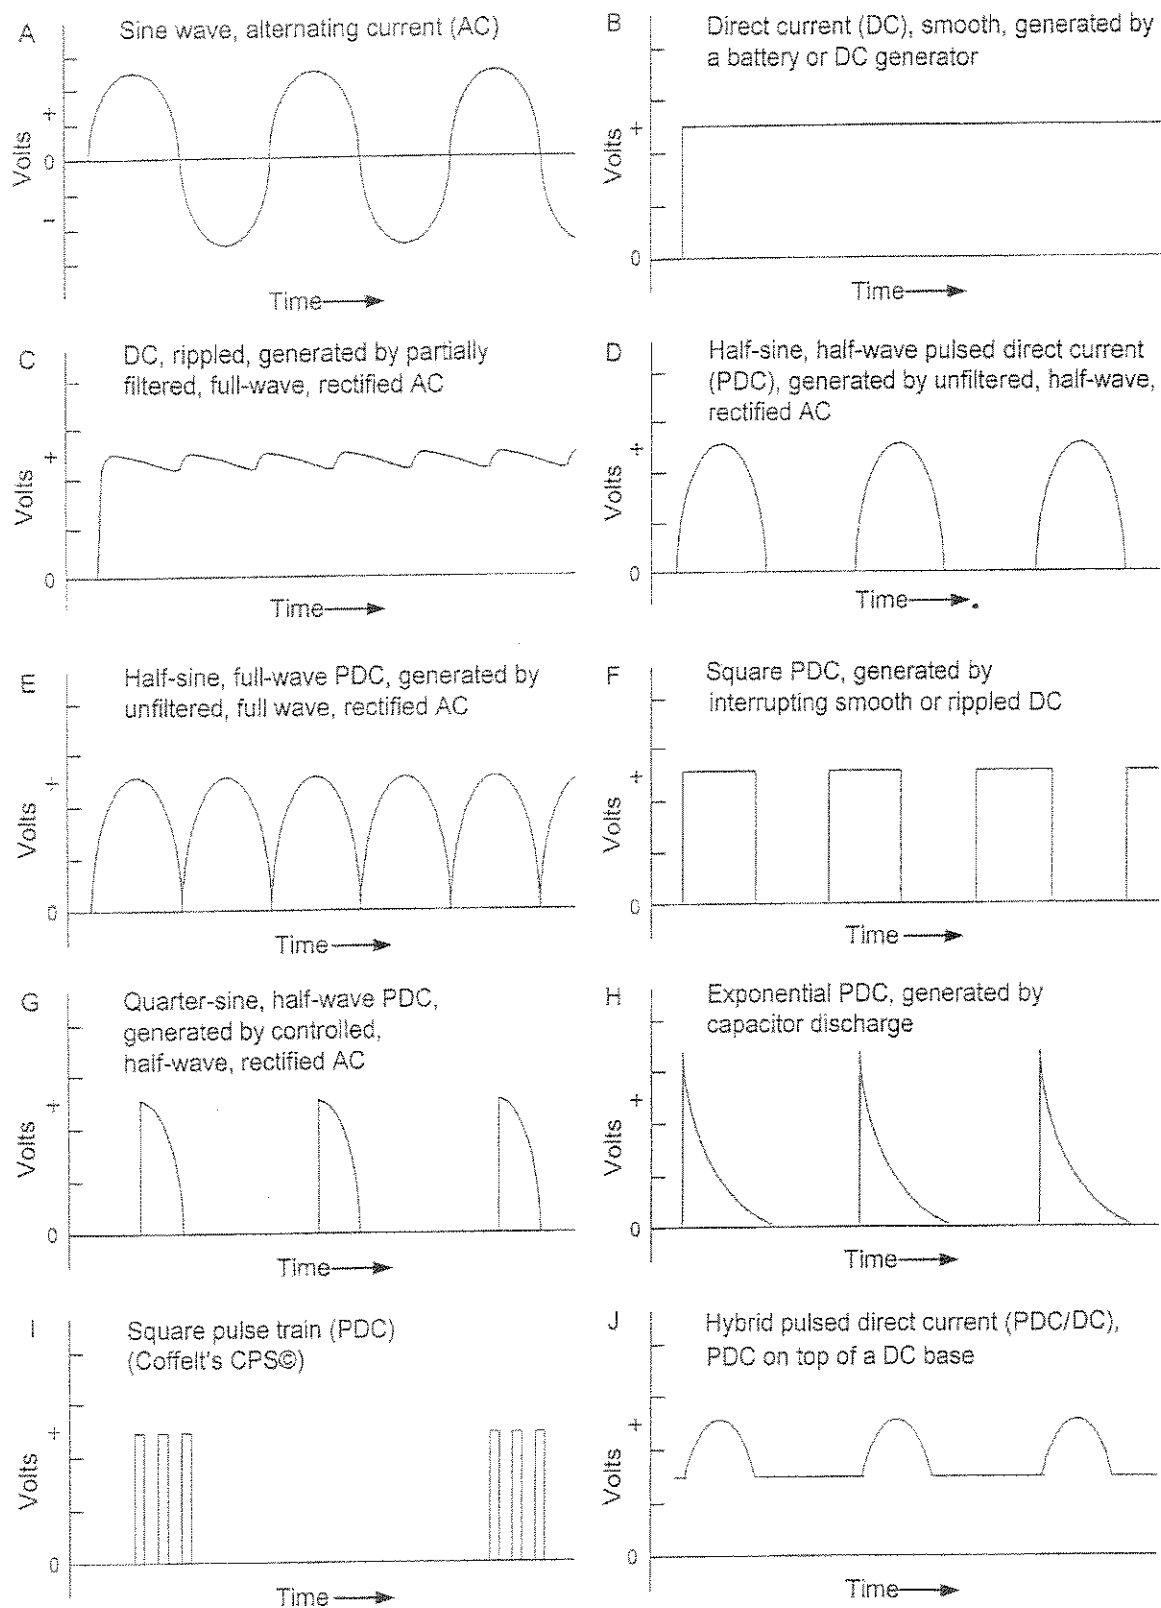 A
Sine wave, alternating current (AC)
Volts
+
0
–
Time
B
Direct current (DC), smooth, generated by
a battery or DC generator
Volts
+
0
Time
C
DC, rippled, generated by partially
filtered, full-wave, rectified AC
Volts
+
0
Time
D
Half-sine, half-wave pulsed direct current
(PDC), generated by unfiltered, half-wave,
rectified AC
Volts
+
0
Time
E
Half-sine, full-wave PDC, generated by
unfiltered, full wave, rectified AC
Volts
+
0
Time
F
Square PDC, generated by
interrupting smooth or rippled DC
Volts
+
0
Time
G
Quarter-sine, half-wave PDC,
generated by controlled,
half-wave, rectified AC
Volts
+
0
Time
H
Exponential PDC, generated by
capacitor discharge
Volts
+
0
Time
I
Square pulse train (PDC)
(Coffelt's CPS©)
Volts
+
0
Time
J
Hybrid pulsed direct current (PDC/DC),
PDC on top of a DC base
Volts
+
0
Time